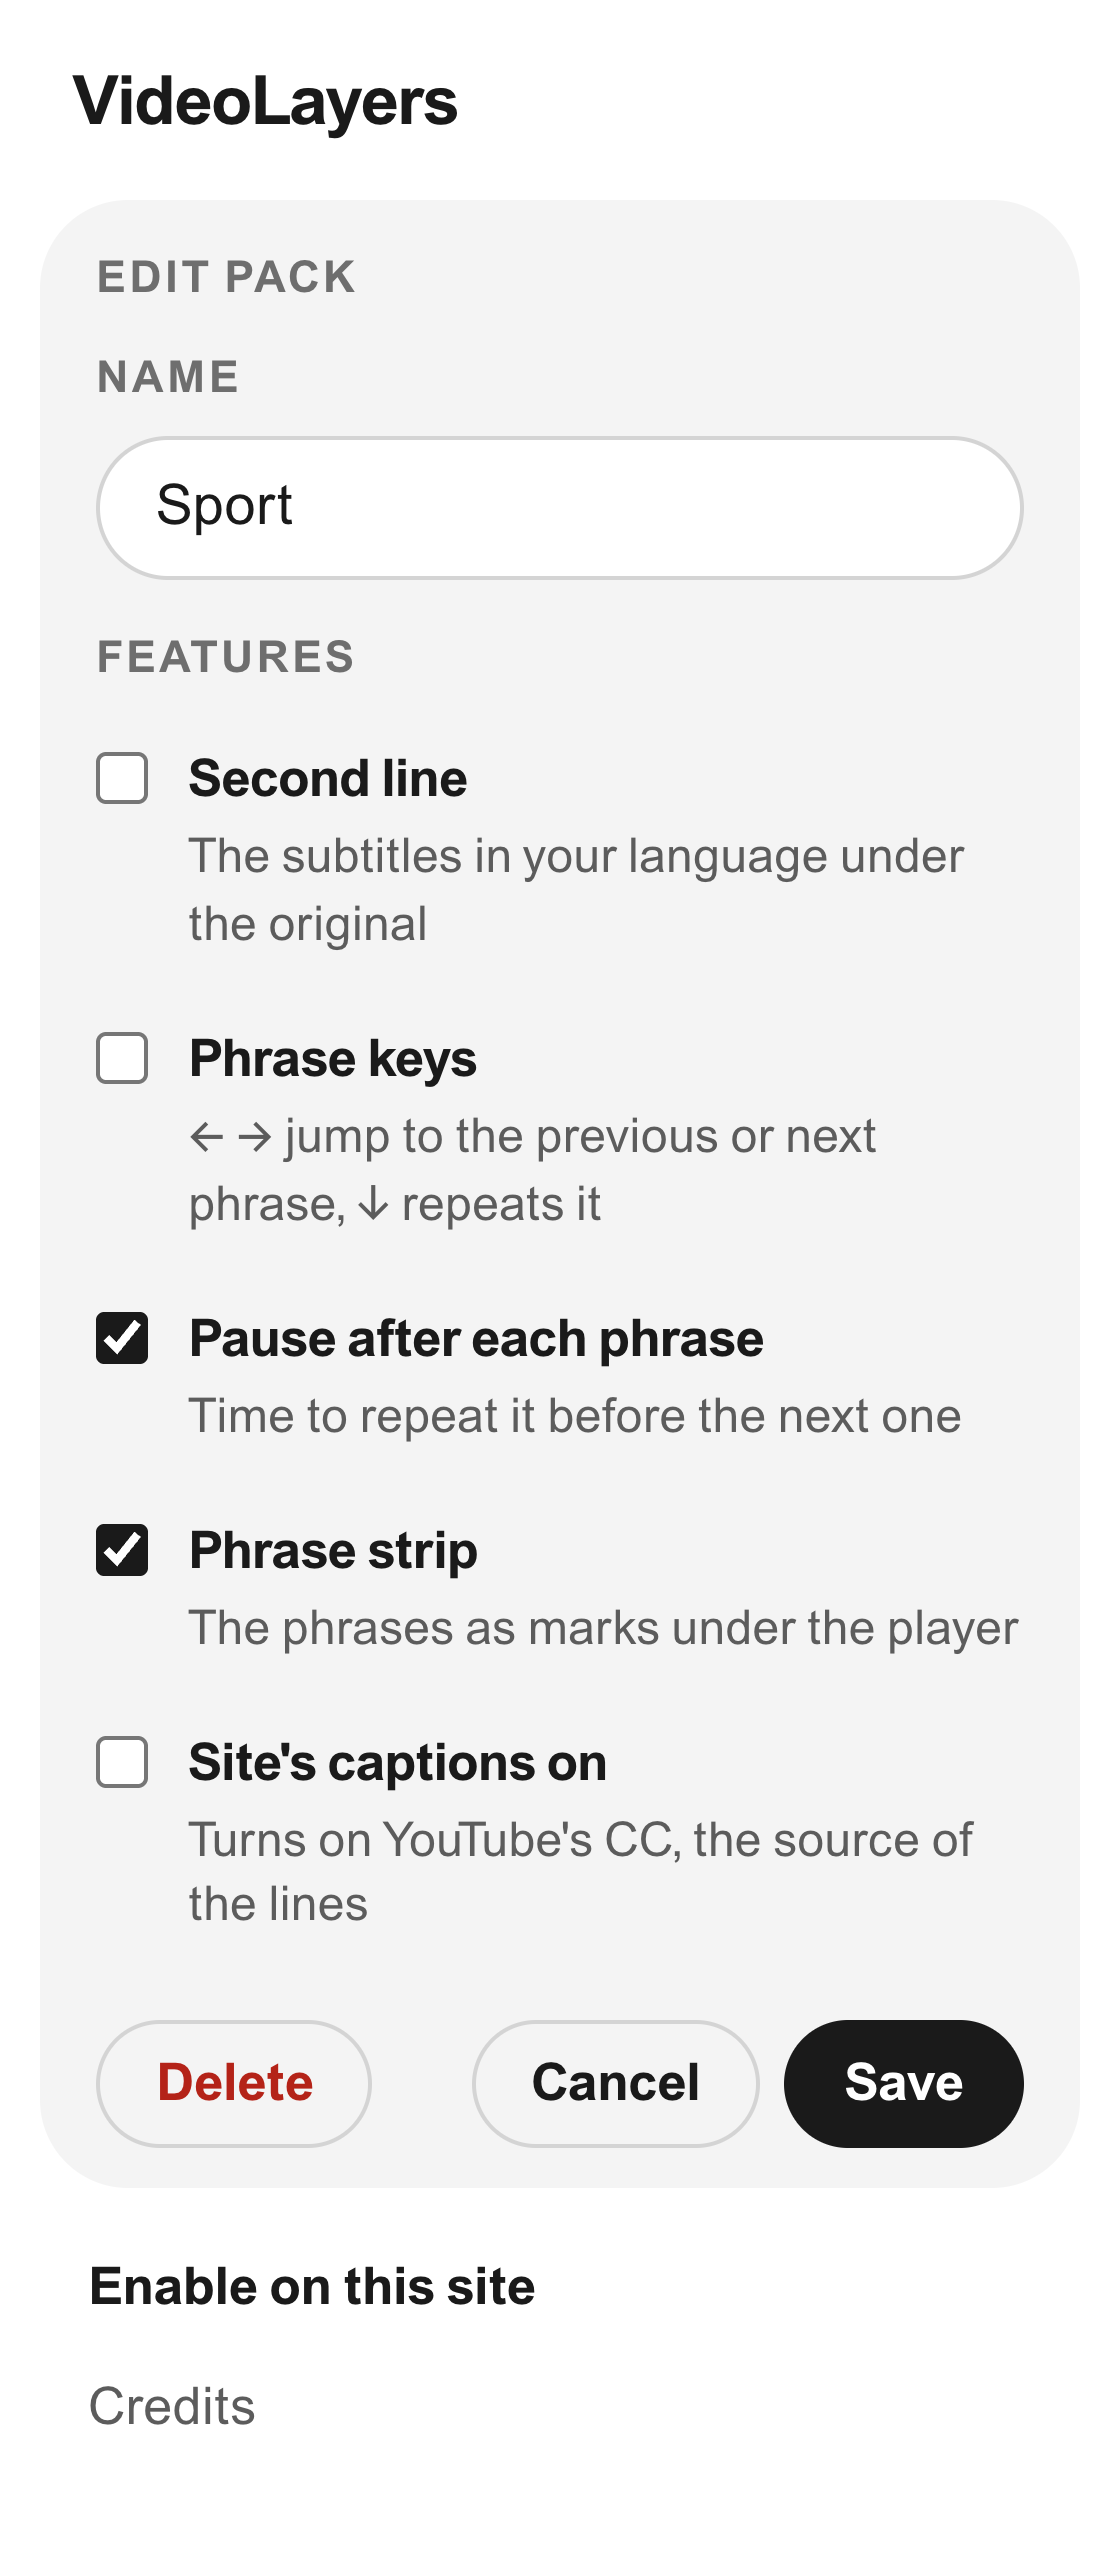 VideoLayers
EDIT PACK
NAME
Sport
FEATURES
Second line
The subtitles in your language under
the original
Phrase keys
← → jump to the previous or next
phrase, ↓ repeats it
Pause after each phrase
Time to repeat it before the next one
Phrase strip
The phrases as marks under the player
Site's captions on
Turns on YouTube's CC, the source of
the lines
Delete Cancel Save
Enable on this site
Credits